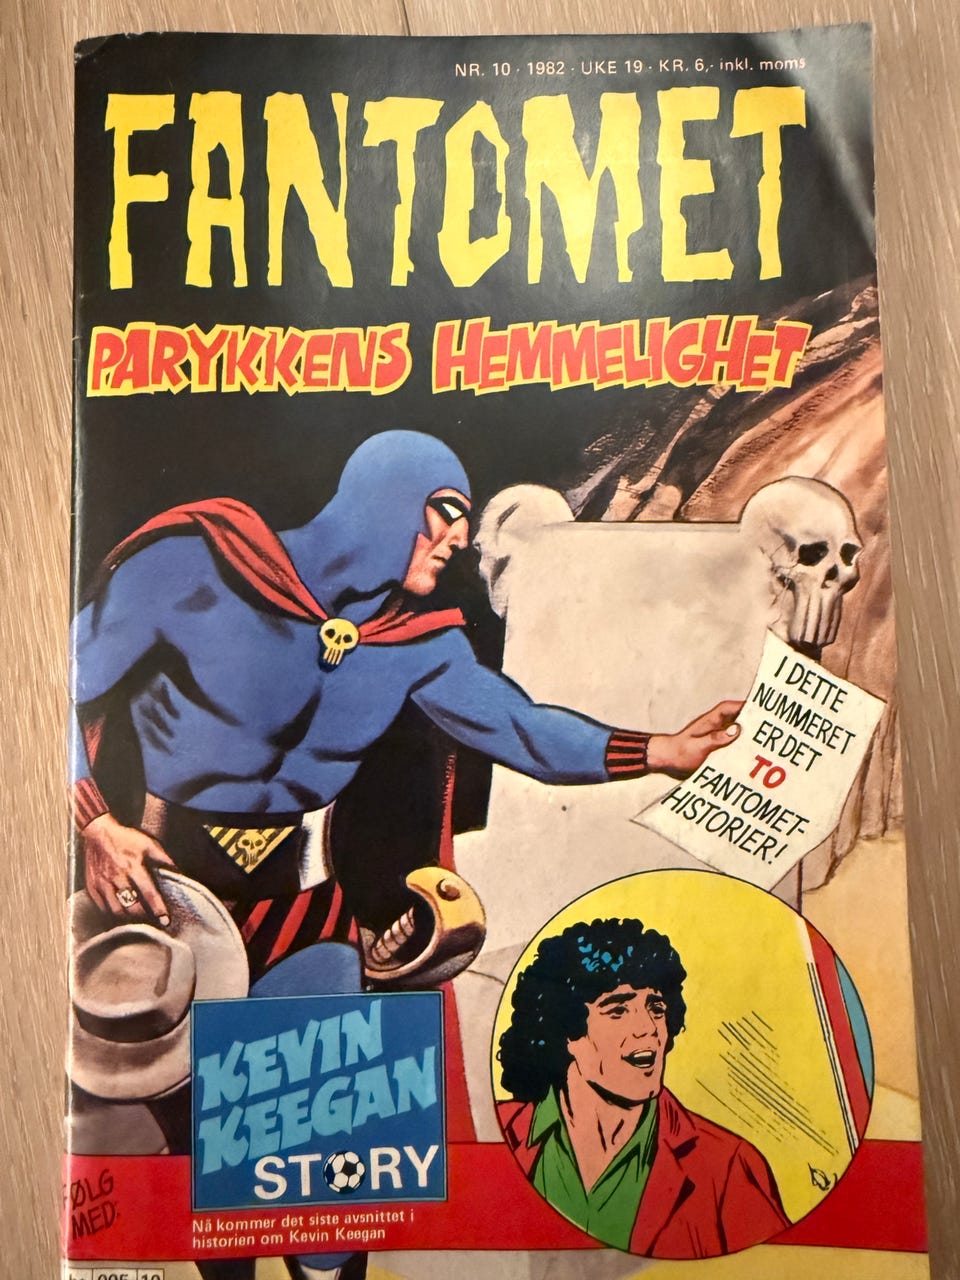 NR. 10 · 1982 · UKE 19 · KR. 6,- inkl. moms
FANTOMET
PARYKKENS HEMMELIGHET
I DETTE
NUMMERET
ER DET
TO
FANTOMET-
HISTORIER!
KEVIN
KEEGAN
STORY
FØLG
MED:
Nå kommer det siste avsnittet i
historien om Kevin Keegan